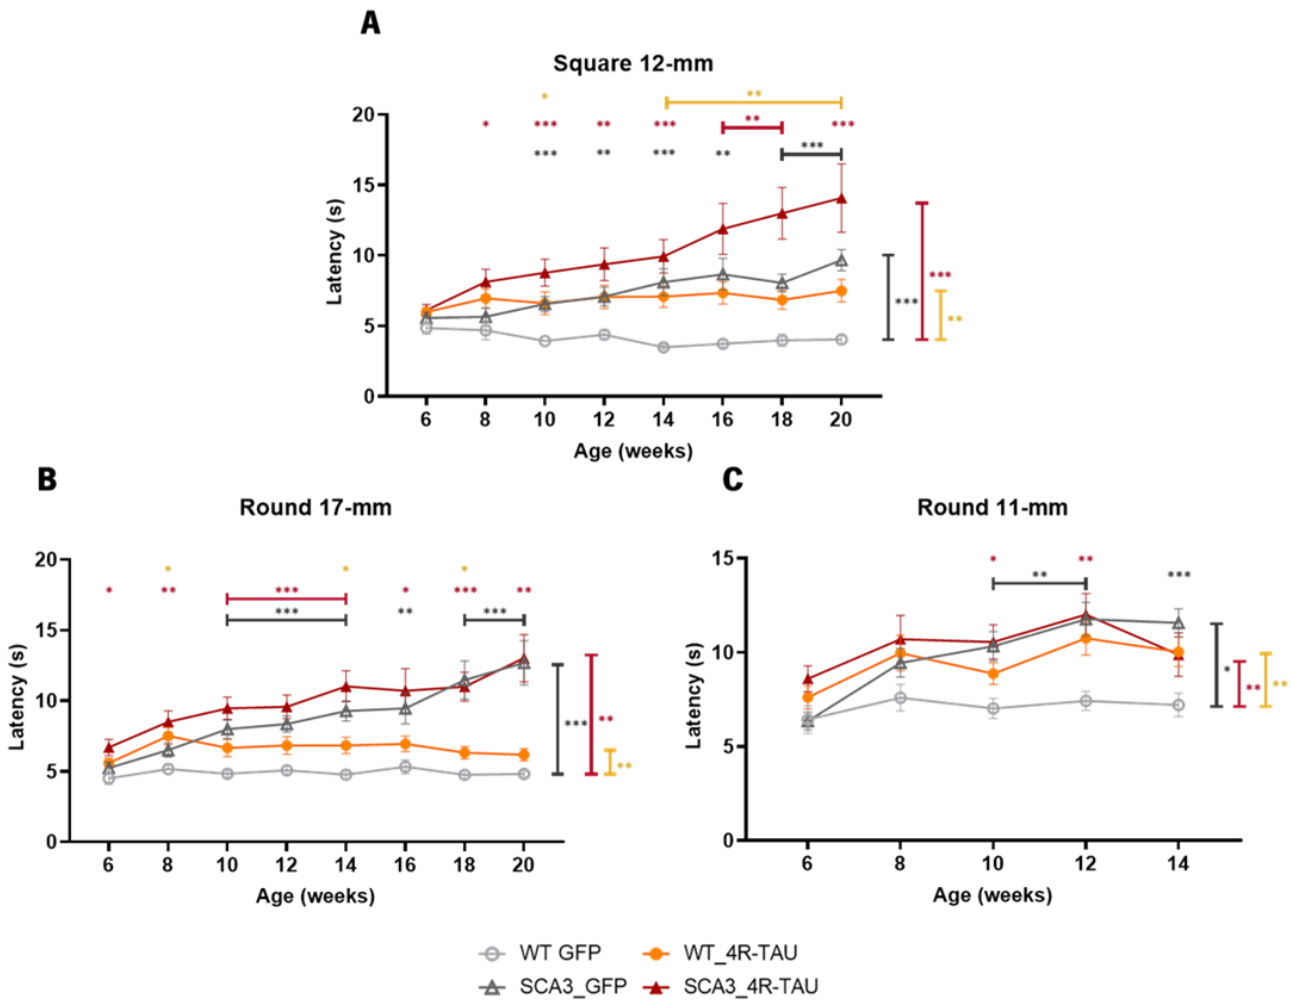 A
Square 12-mm
* **
20 * *** ** *** ** ***
*** ** *** ** ***
15
10
5
0
Latency (s)
***
***
**
6 8 10 12 14 16 18 20
Age (weeks)
B
Round 17-mm
20 * * *
* ** *** * *** **
*** ** ***
15
10
5
0
Latency (s)
***
**
**
6 8 10 12 14 16 18 20
Age (weeks)
C
Round 11-mm
15 * **
** ***
10
5
0
Latency (s)
*
**
**
6 8 10 12 14
Age (weeks)
WT GFP WT_4R-TAU
SCA3_GFP SCA3_4R-TAU